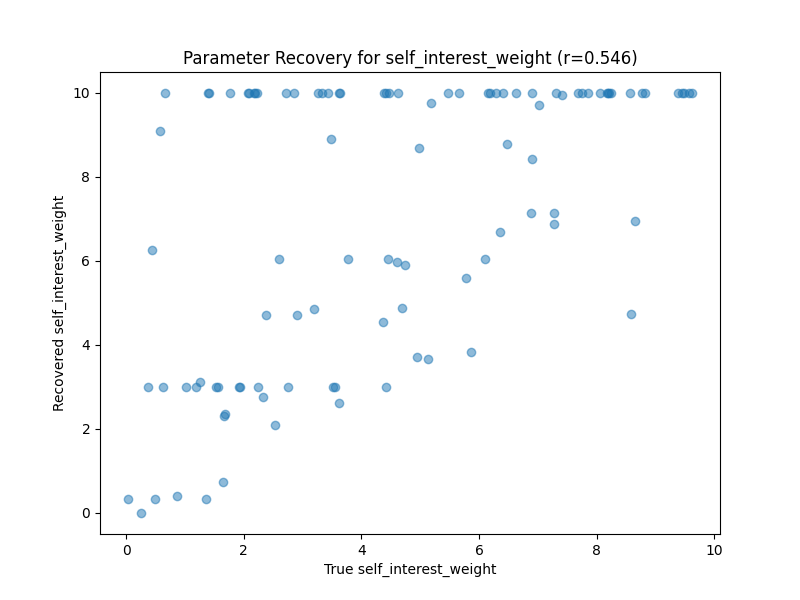 Parameter Recovery for self_interest_weight (r=0.546)
Recovered self_interest_weight
10
8
6
4
2
0
0 2 4 6 8 10
True self_interest_weight